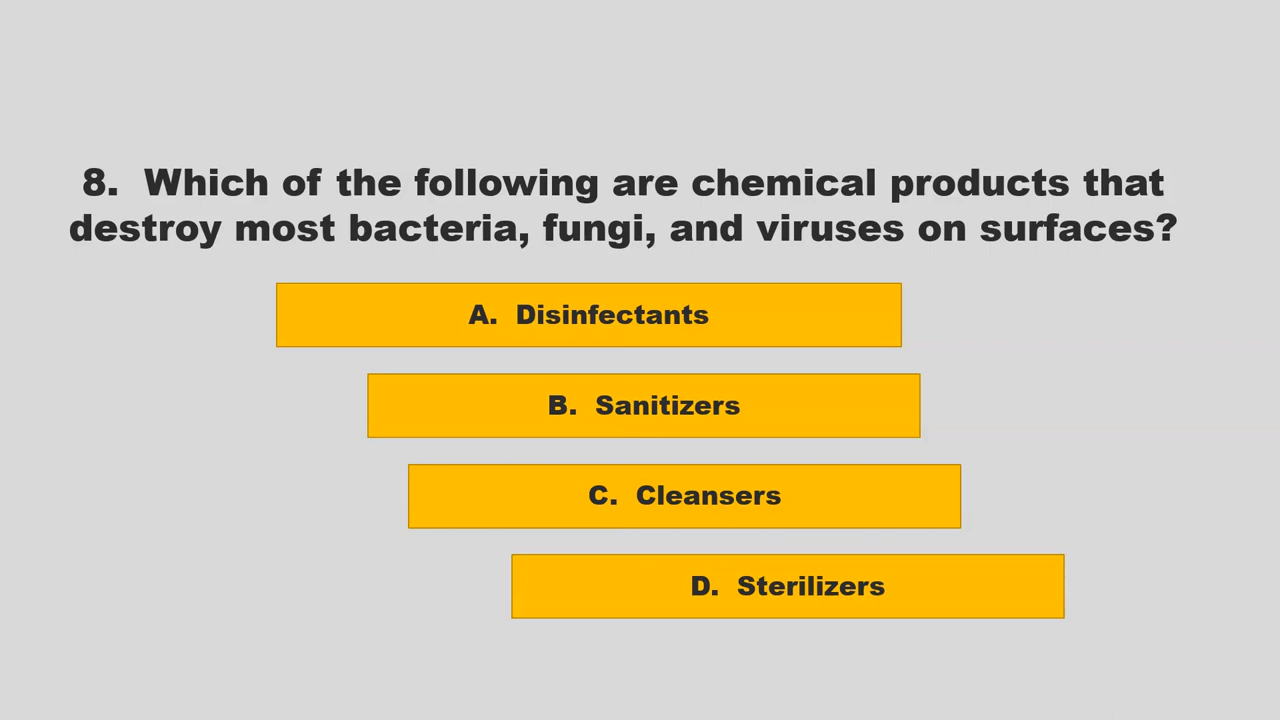 8. Which of the following are chemical products that
destroy most bacteria, fungi, and viruses on surfaces?
A. Disinfectants
B. Sanitizers
C. Cleansers
D. Sterilizers